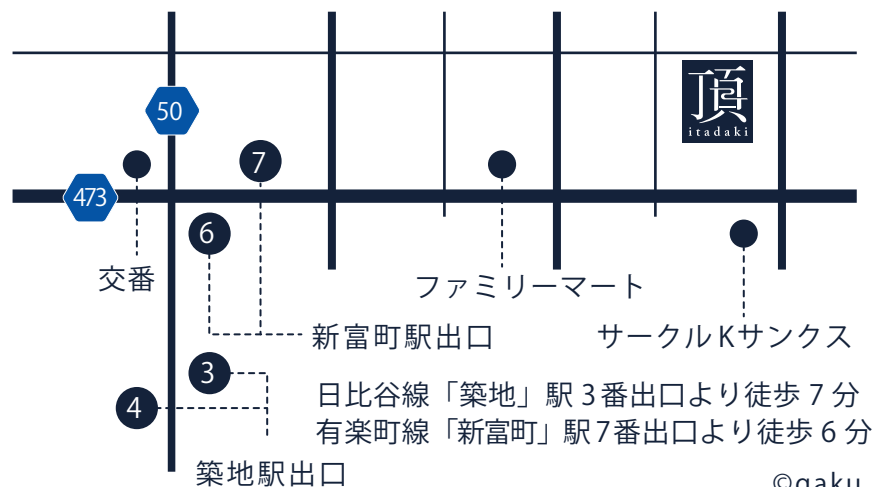 50
頂
itadaki
7
473
6
交番
ファミリーマート
新富町駅出口
サークルKサンクス
3
日比谷線「築地」駅 3番出口より徒歩 7 分
4
有楽町線「新富町」駅7番出口より徒歩 6 分
築地駅出口
©gaku